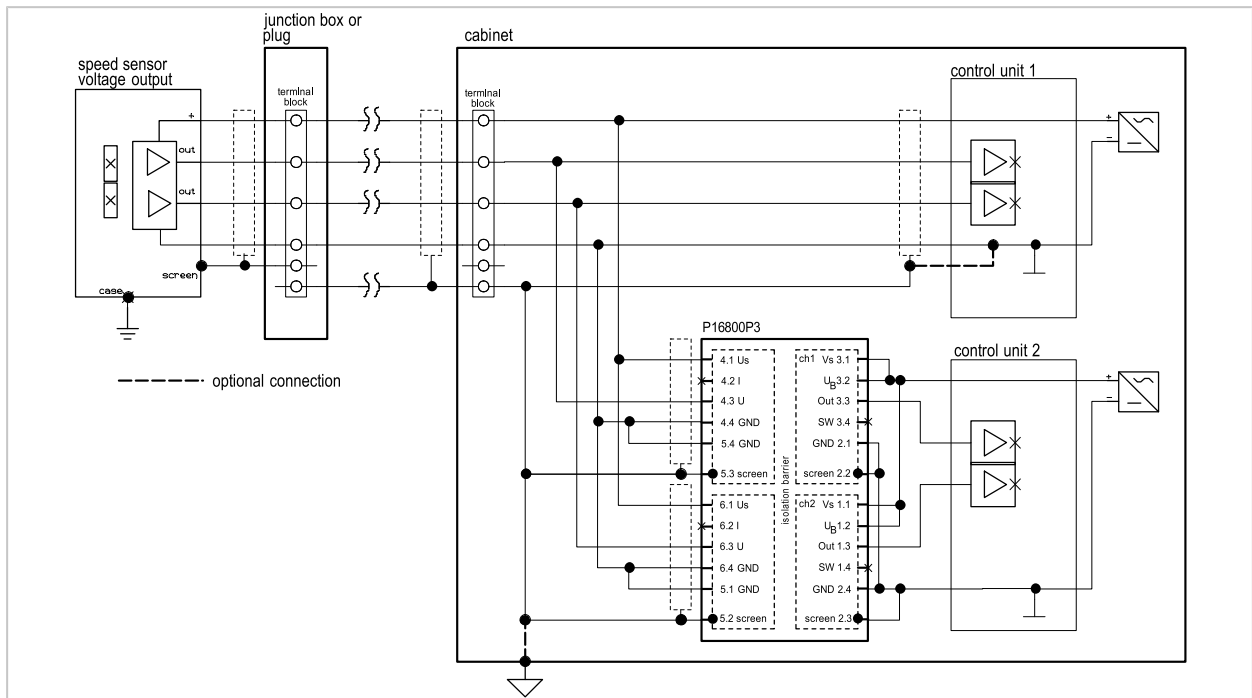 junction box or
plug
cabinet
speed sensor
voltage output
control unit 1
terminal
block
terminal
block
+
out
out
screen
case
+
–
P16800P3
control unit 2
optional connection
4.1 Us
4.2 I
4.3 U
4.4 GND
5.4 GND
5.3 screen
6.1 Us
6.2 I
6.3 U
6.4 GND
5.1 GND
5.2 screen
isolation barrier
ch1 Vs 3.1
UB3.2
Out 3.3
SW 3.4
GND 2.1
screen 2.2
ch2 Vs 1.1
UB1.2
Out 1.3
SW 1.4
GND 2.4
screen 2.3
+
–